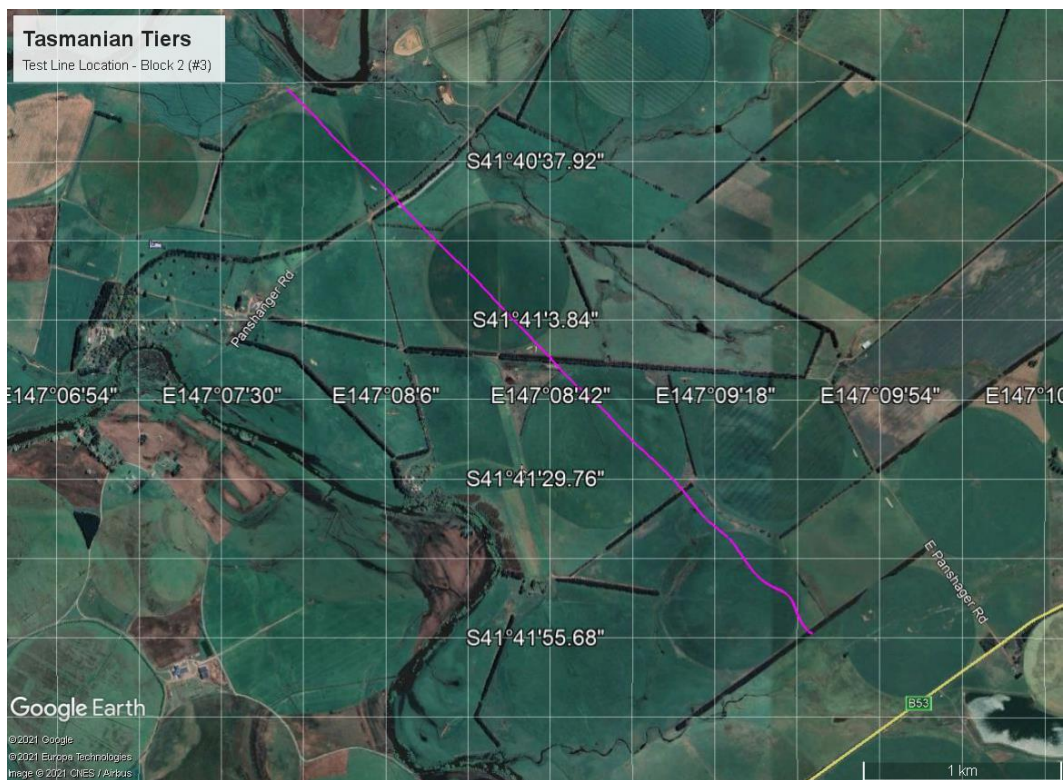 Tasmanian Tiers
Test Line Location - Block 2 (#3)
S41°40'37.92"
Panshanger Rd
S41°41'3.84"
E147°06'54"
E147°07'30"
E147°08'6"
E147°08'42"
E147°09'18"
E147°09'54"
E147°10
S41°41'29.76"
E Panshager Rd
S41°41'55.68"
B53
Google Earth
©2021 Google
©2021 Europa Technologies
Image © 2021 CNES / Airbus
1 km